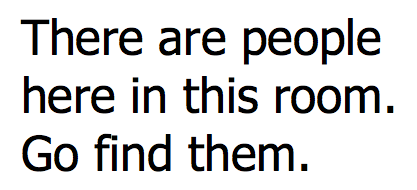 There are people
here in this room.
Go find them.